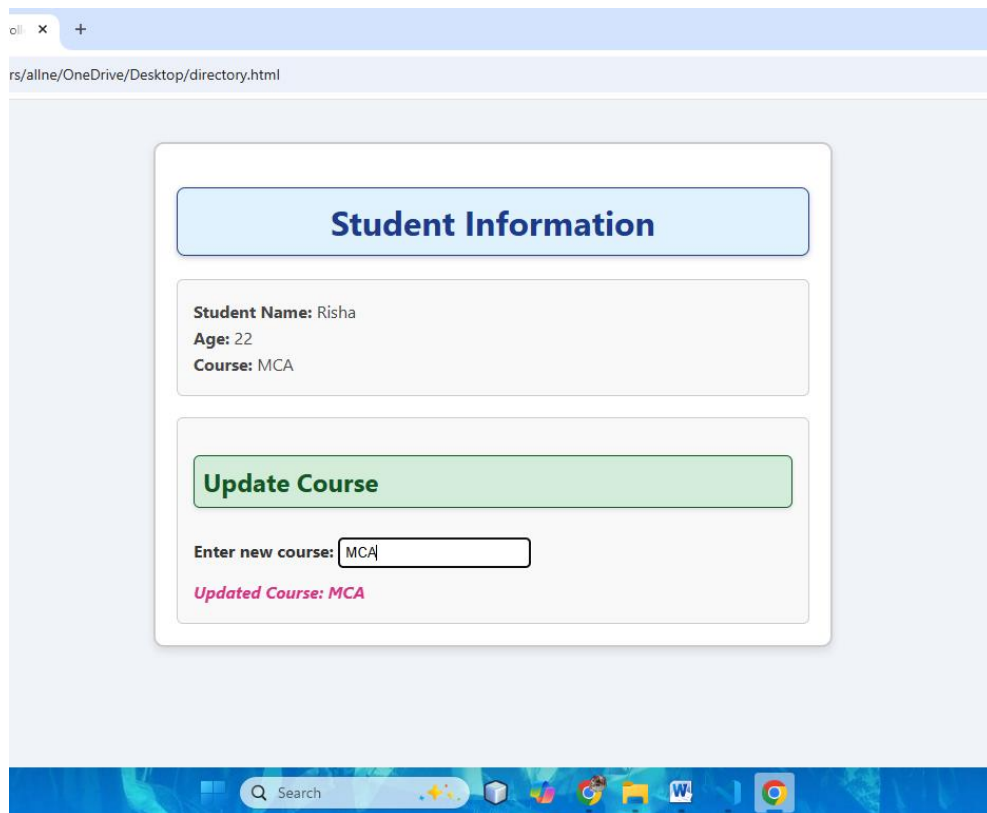 +
rs/allne/OneDrive/Desktop/directory.html
Student Information
Student Name: Risha
Age: 22
Course: MCA
Update Course
Enter new course: MCA
Updated Course: MCA
Search
W